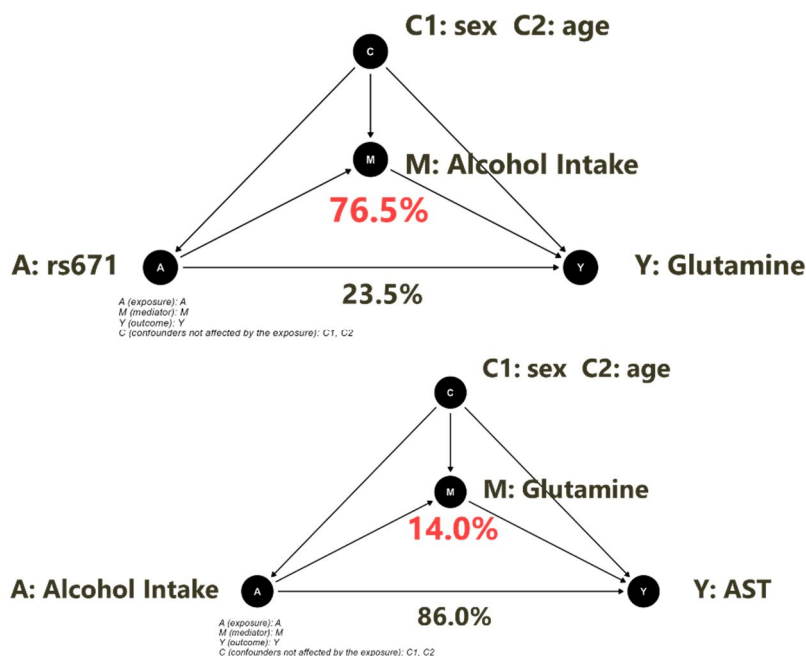 C1: sex C2: age
C
M
M: Alcohol Intake
76.5%
A: rs671
A
Y
Y: Glutamine
23.5%
A (exposure): A
M (mediator): M
Y (outcome): Y
C (confounders not affected by the exposure): C1, C2
C1: sex C2: age
C
M
M: Glutamine
14.0%
A: Alcohol Intake
A
Y
Y: AST
86.0%
A (exposure): A
M (mediator): M
Y (outcome): Y
C (confounders not affected by the exposure): C1, C2